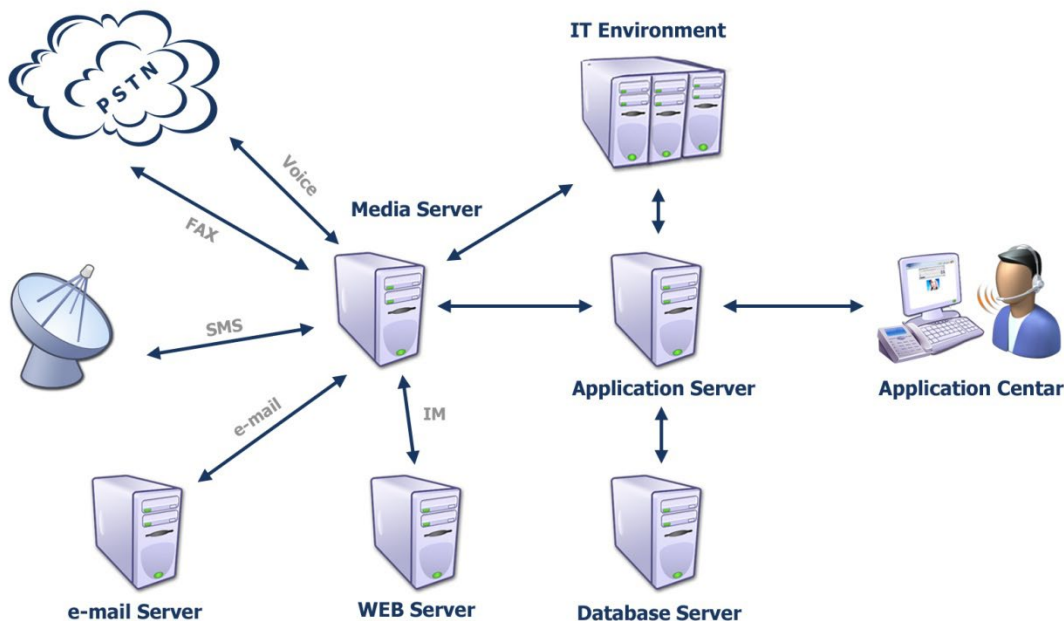 IT Environment
PSTN
Voice
Media Server
FAX
SMS
Application Server
Application Centar
e-mail
IM
e-mail Server
WEB Server
Database Server